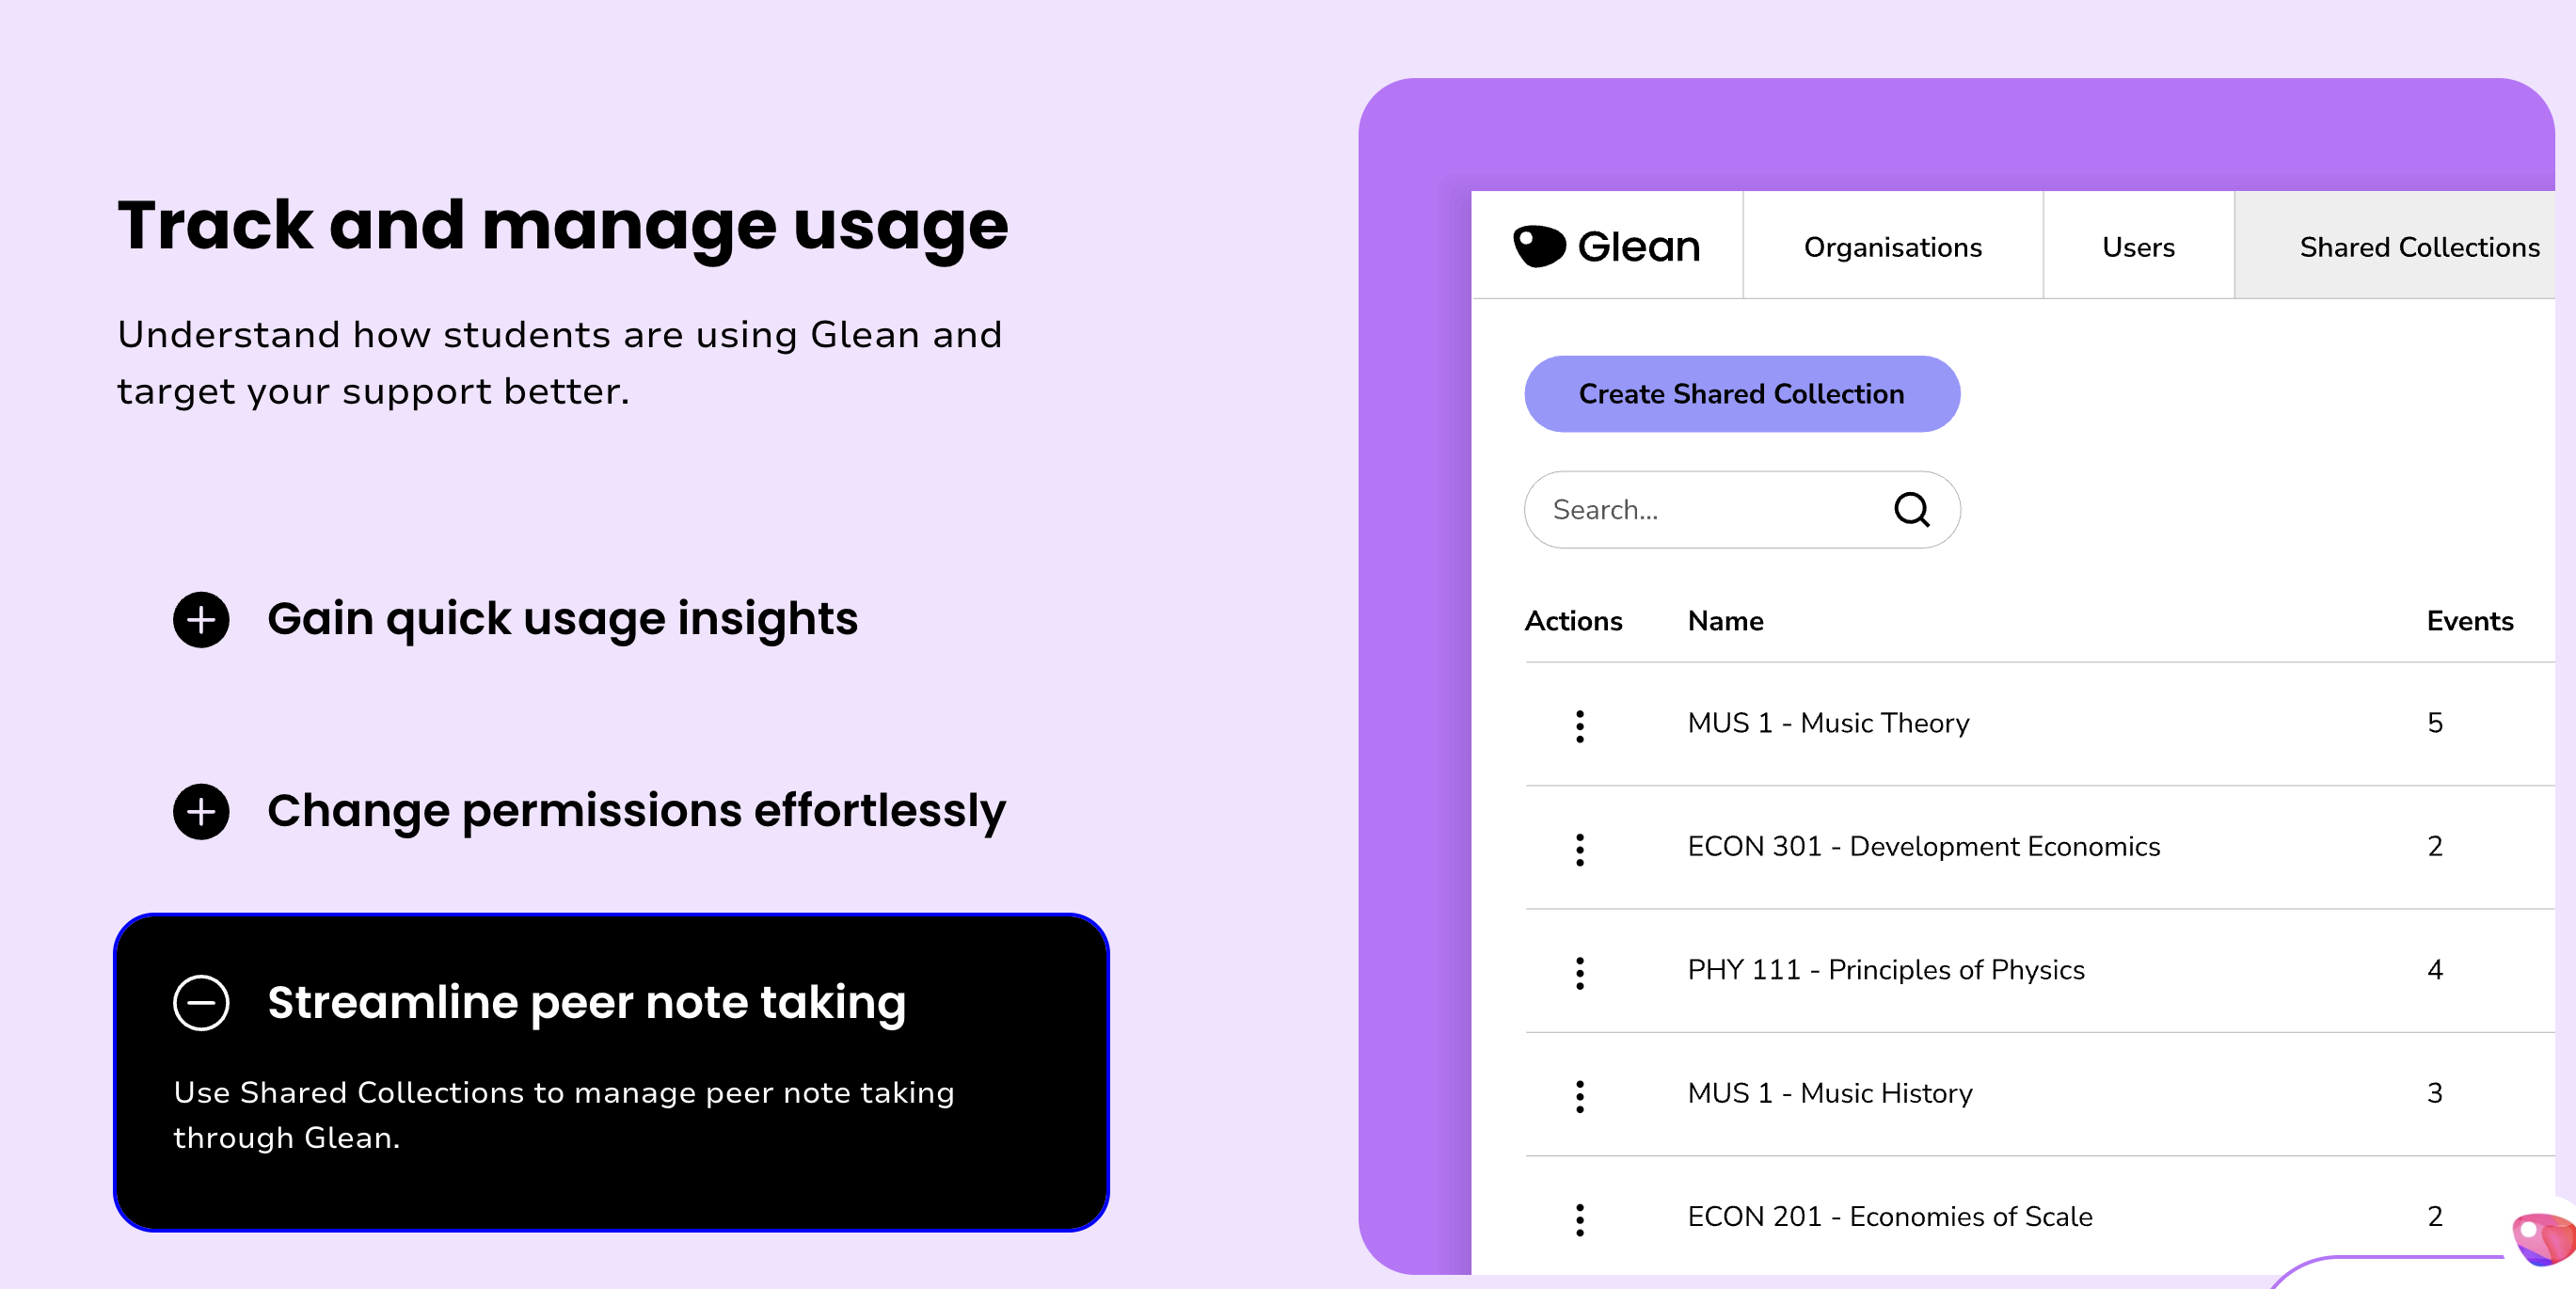 Track and manage usage
Understand how students are using Glean and
target your support better.
Gain quick usage insights
Change permissions effortlessly
Streamline peer note taking
Use Shared Collections to manage peer note taking
through Glean.
Glean
Organisations
Users
Shared Collections
Create Shared Collection
Search...
Actions Name Events
MUS 1 - Music Theory 5
ECON 301 - Development Economics 2
PHY 111 - Principles of Physics 4
MUS 1 - Music History 3
ECON 201 - Economies of Scale 2